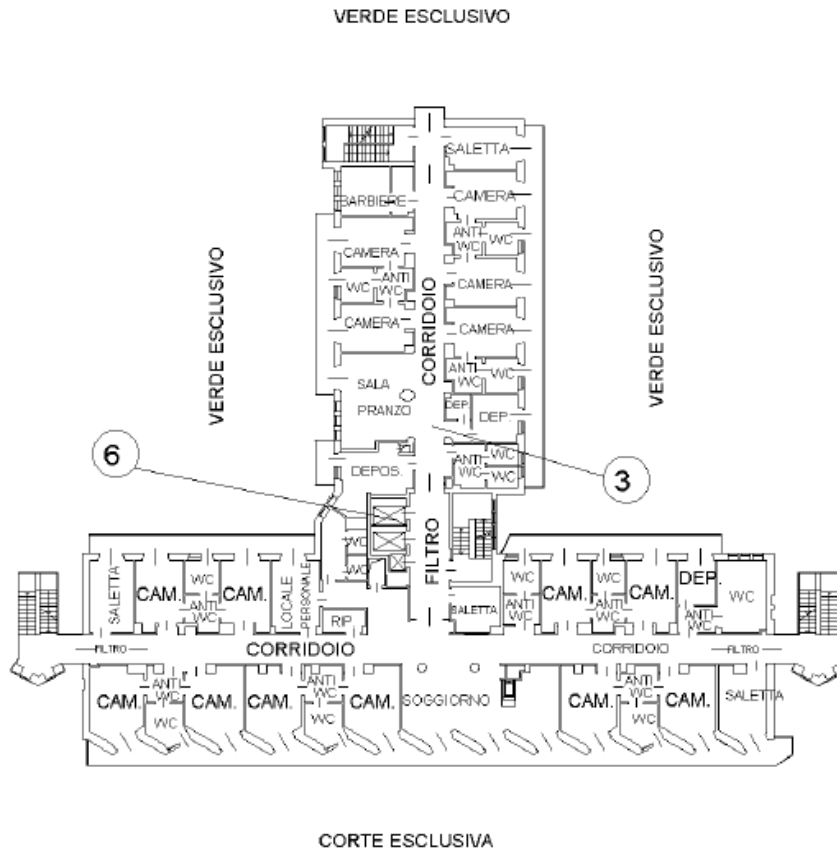 VERDE ESCLUSIVO
SALETTA
CAMERA
BARBIERE
ANTI
WC
WC
CAMERA
WC
ANTI
WC
CAMERA
CAMERA
CAMERA
CORRIDOIO
VERDE ESCLUSIVO
VERDE ESCLUSIVO
ANTI
WC
WC
SALA
PRANZO
DEP.
DEP.
6
DEPOS.
ANTI
WC
WC
WC
3
FILTRO
WC
WC
SALETTA
CAM.
WC
ANTI
WC
CAM.
LOCALE
PERSONALE
RIP.
SALETTA
WC
ANTI
WC
CAM.
WC
ANTI
WC
CAM.
DEP.
ANTI
WC
WC
FILTRO
CORRIDOIO
CORRIDOIO
FILTRO
CAM.
ANTI
WC
WC
CAM.
CAM.
ANTI
WC
WC
CAM.
SOGGIORNO
CAM.
ANTI
WC
WC
CAM.
SALETTA
CORTE ESCLUSIVA